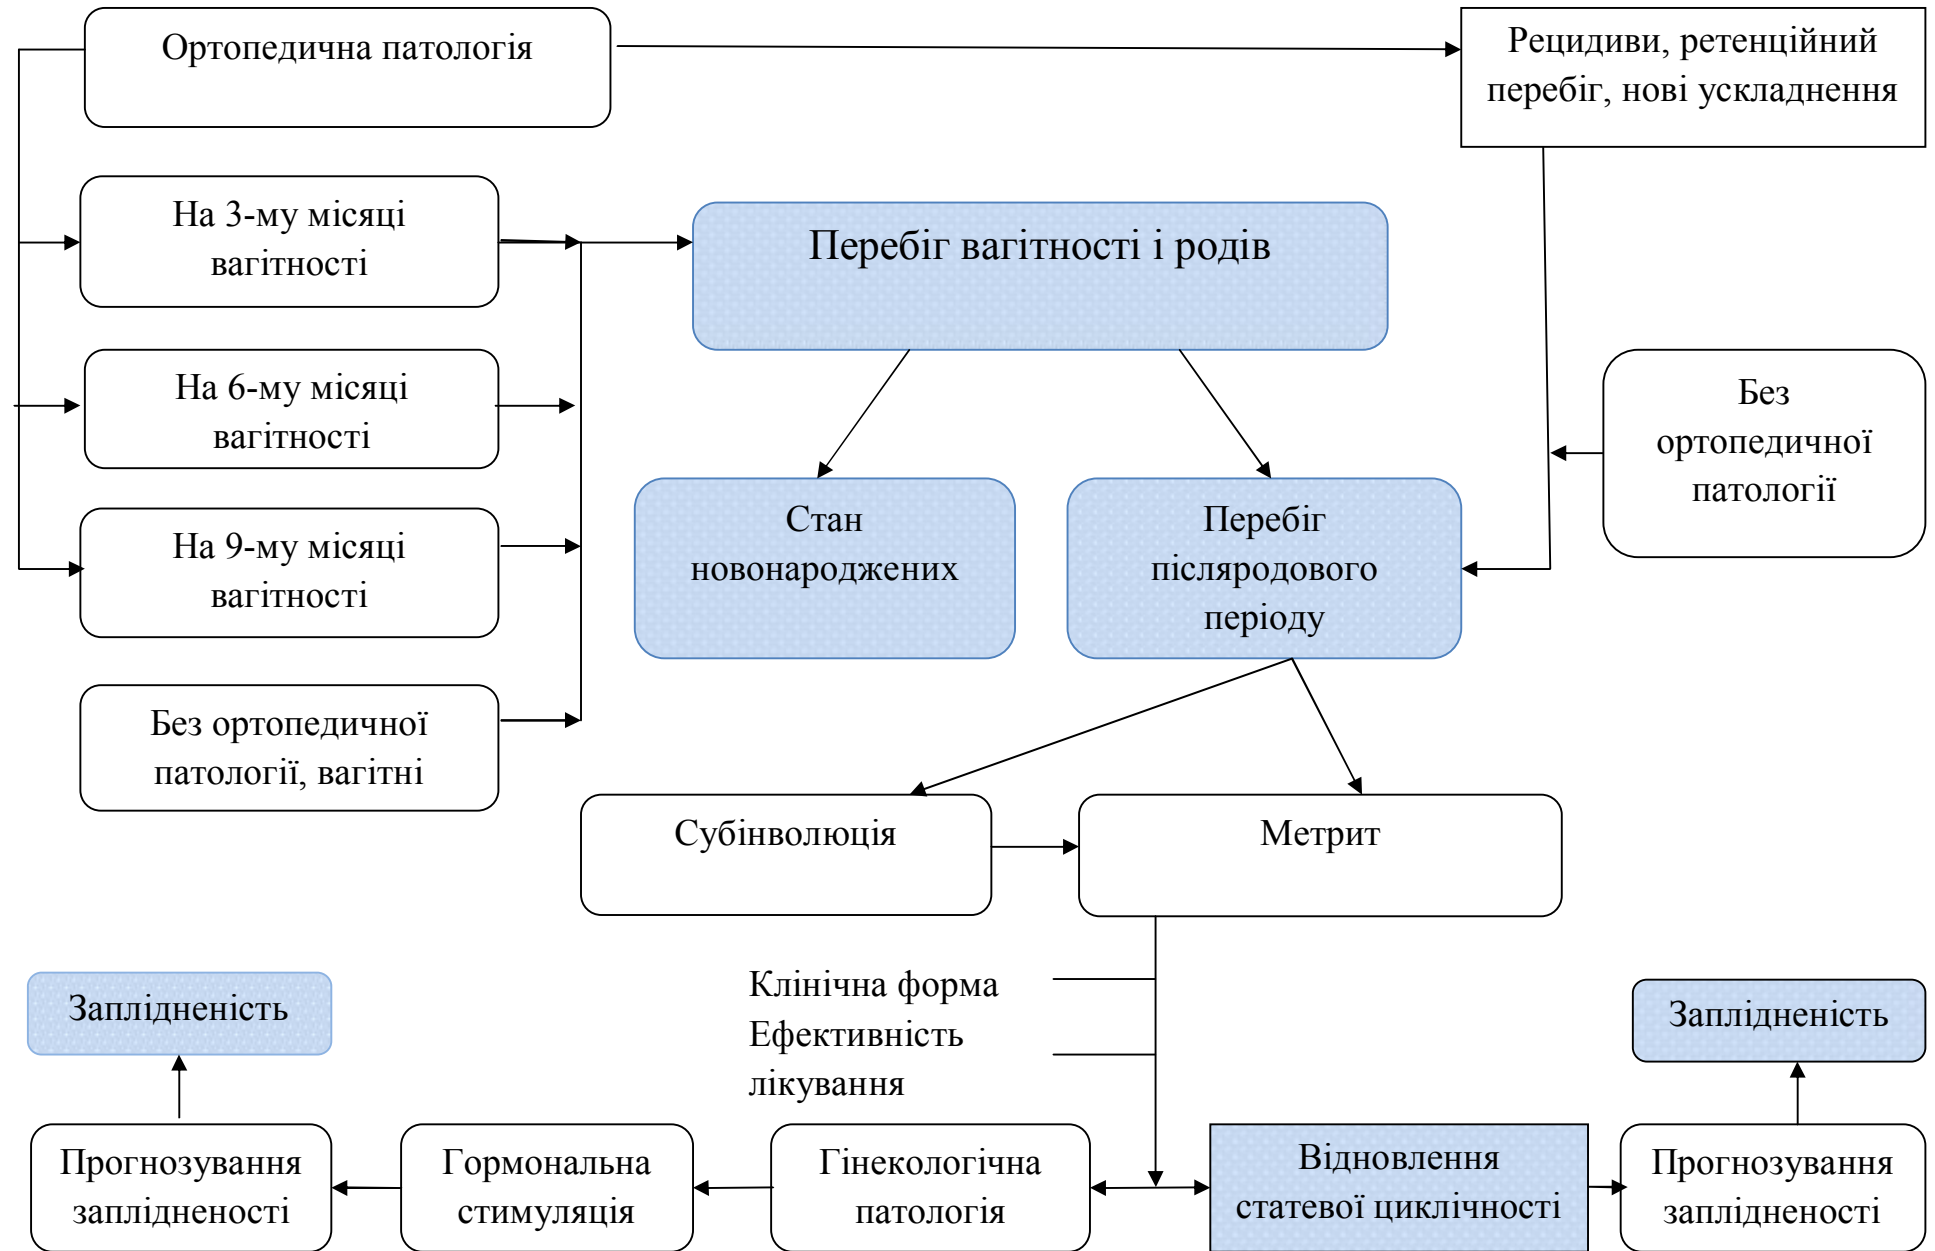 Ортопедична патологія
Рецидиви, ретенційний
перебіг, нові ускладнення
На 3-му місяці
вагітності
Перебіг вагітності і родів
На 6-му місяці
вагітності
Без
ортопедичної
патології
На 9-му місяці
вагітності
Стан
новонароджених
Перебіг
післяродового
періоду
Без ортопедичної
патології, вагітні
Субінволюція
Метрит
Клінічна форма
Ефективність
лікування
Заплідненість
Заплідненість
Прогнозування
заплідненості
Гормональна
стимуляція
Гінекологічна
патологія
Відновлення
статевої циклічності
Прогнозування
заплідненості